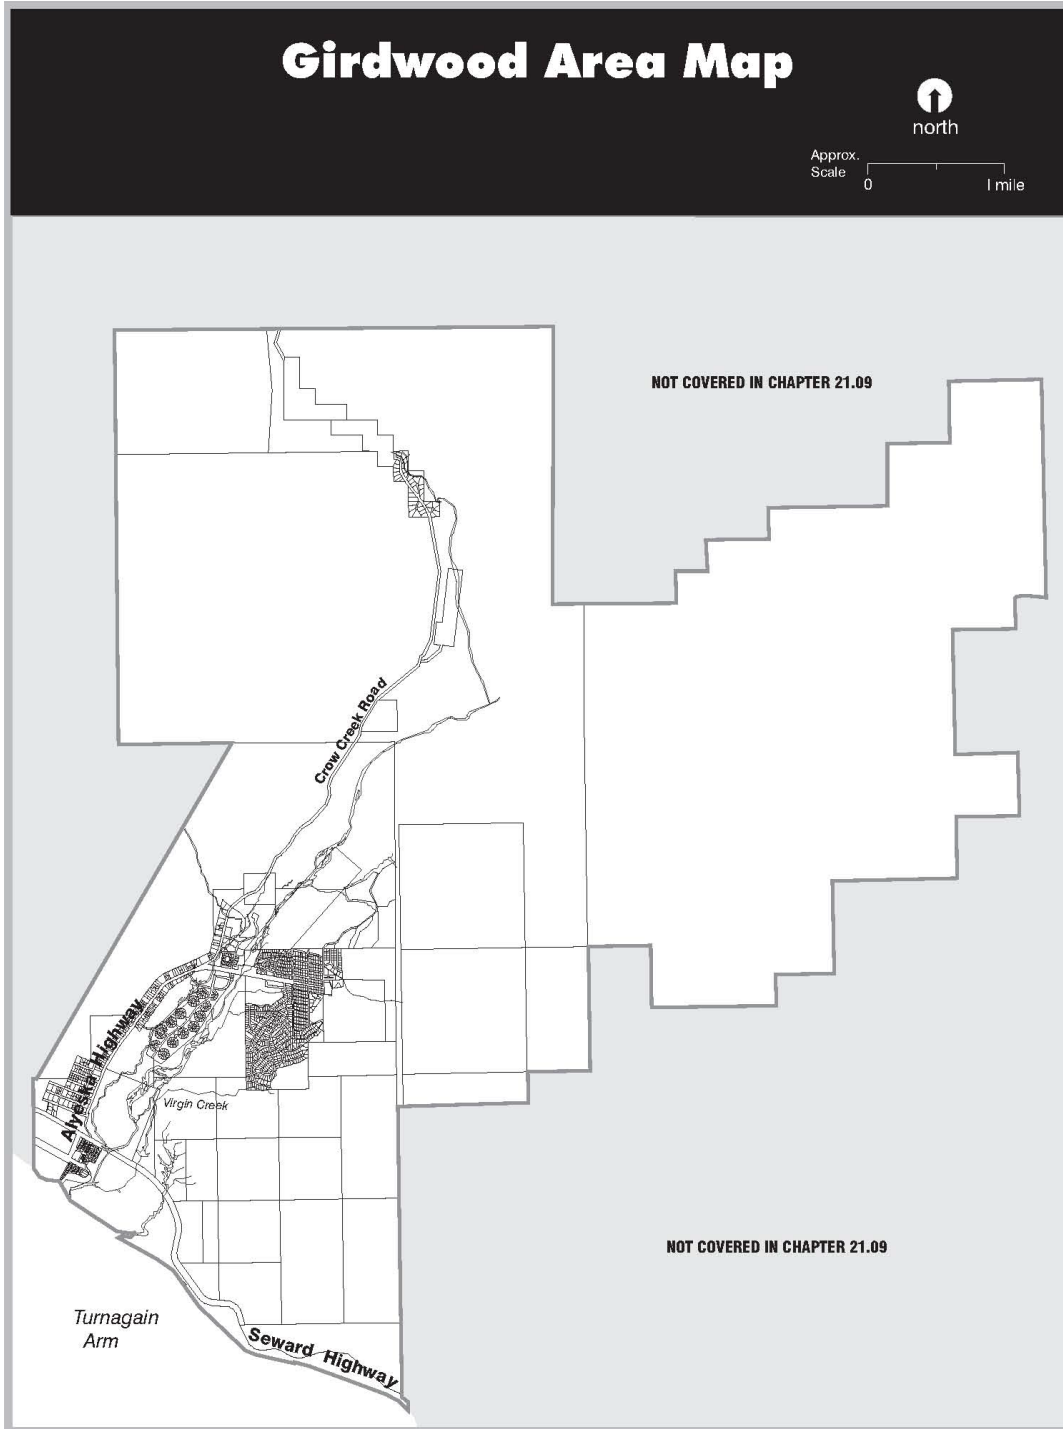 Girdwood Area Map
north
Approx.
Scale
0
1 mile
NOT COVERED IN CHAPTER 21.09
Crow Creek Road
Alyeska Highway
Virgin Creek
NOT COVERED IN CHAPTER 21.09
Turnagain
Arm
Seward Highway